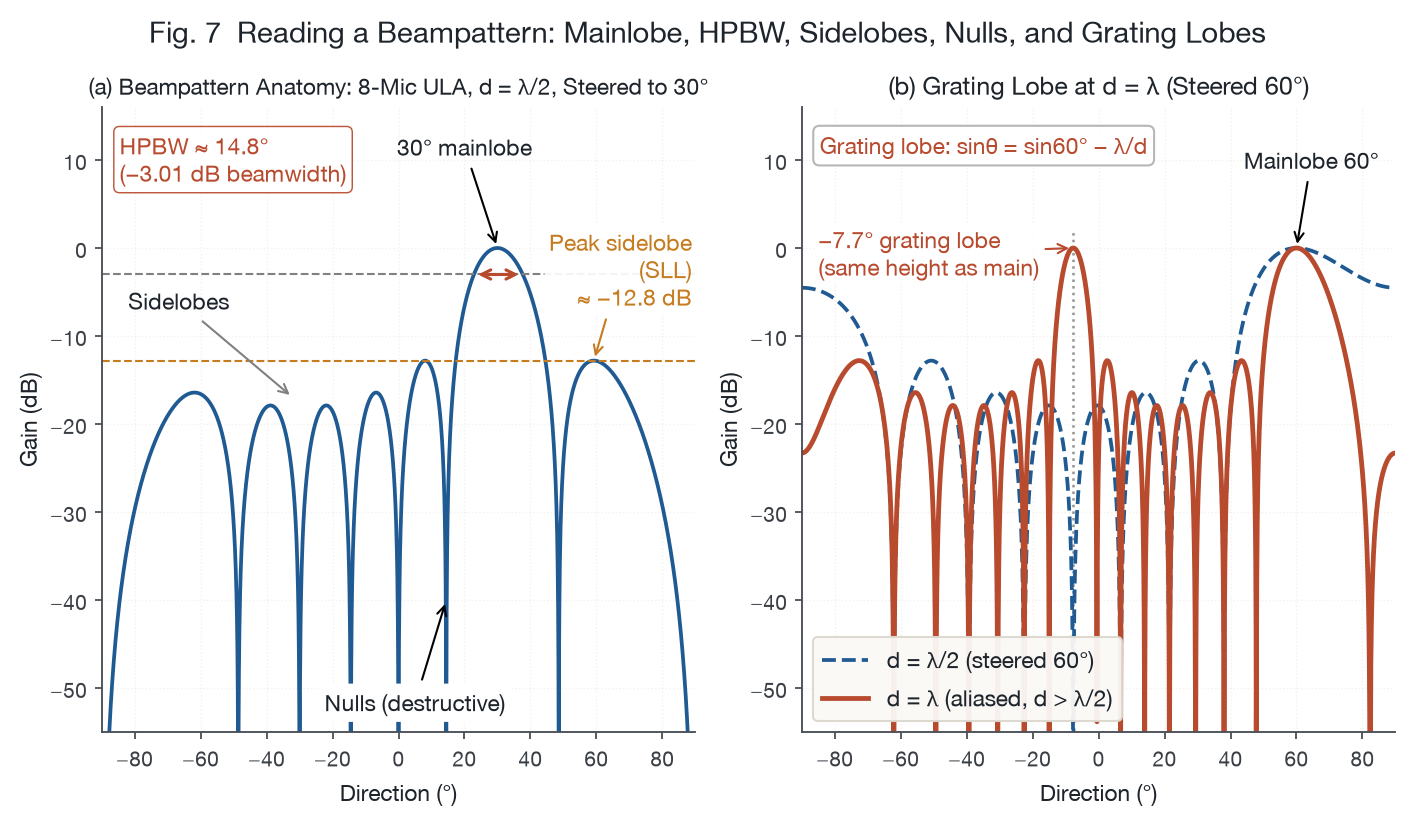 Fig. 7  Reading a Beampattern: Mainlobe, HPBW, Sidelobes, Nulls, and Grating Lobes
(a) Beampattern Anatomy: 8-Mic ULA, d = λ/2, Steered to 30°
HPBW ≈ 14.8°
(−3.01 dB beamwidth)
30° mainlobe
Peak sidelobe
(SLL)
≈ −12.8 dB
Sidelobes
Nulls (destructive)
10
0
−10
−20
−30
−40
−50
Gain (dB)
−80 −60 −40 −20 0 20 40 60 80
Direction (°)
(b) Grating Lobe at d = λ (Steered 60°)
Grating lobe: sinθ = sin60° − λ/d
Mainlobe 60°
−7.7° grating lobe
(same height as main)
d = λ/2 (steered 60°)
d = λ (aliased, d > λ/2)
10
0
−10
−20
−30
−40
−50
Gain (dB)
−80 −60 −40 −20 0 20 40 60 80
Direction (°)